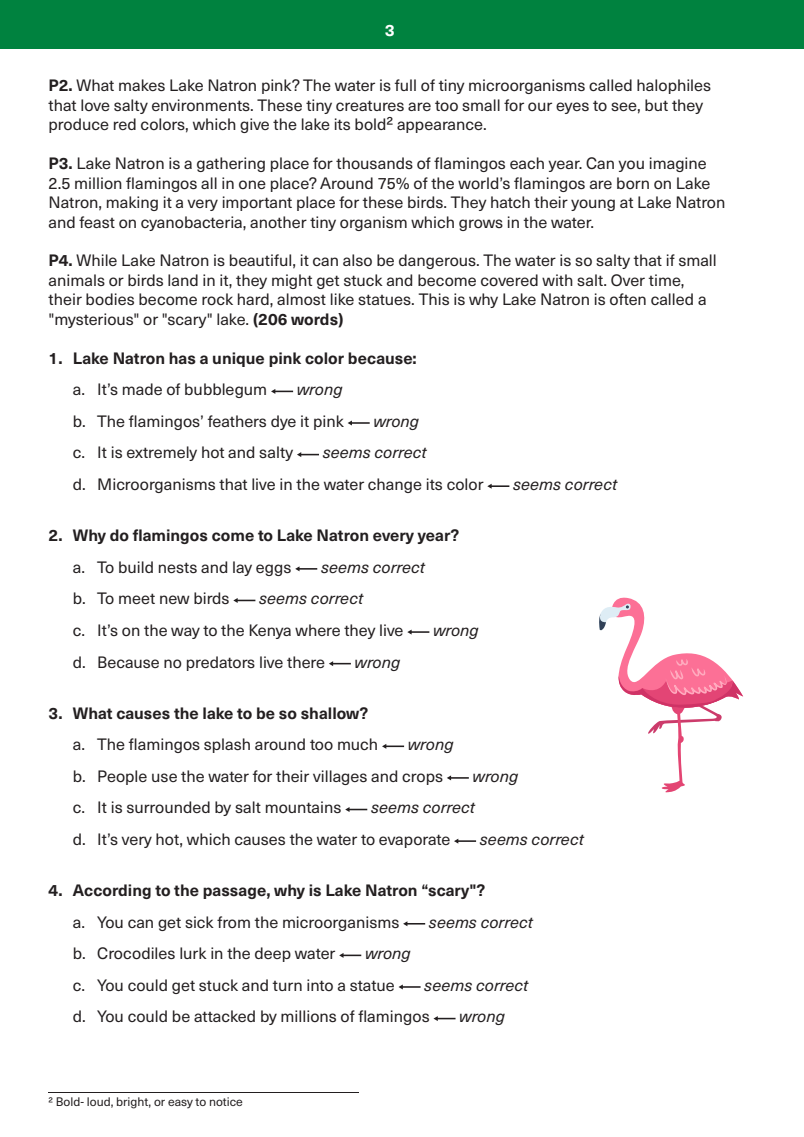 3
P2. What makes Lake Natron pink? The water is full of tiny microorganisms called halophiles
that love salty environments. These tiny creatures are too small for our eyes to see, but they
produce red colors, which give the lake its bold² appearance.
P3. Lake Natron is a gathering place for thousands of flamingos each year. Can you imagine
2.5 million flamingos all in one place? Around 75% of the world's flamingos are born on Lake
Natron, making it a very important place for these birds. They hatch their young at Lake Natron
and feast on cyanobacteria, another tiny organism which grows in the water.
P4. While Lake Natron is beautiful, it can also be dangerous. The water is so salty that if small
animals or birds land in it, they might get stuck and become covered with salt. Over time,
their bodies become rock hard, almost like statues. This is why Lake Natron is often called a
"mysterious" or "scary" lake. (206 words)
1. Lake Natron has a unique pink color because:
a. It's made of bubblegum ← wrong
b. The flamingos' feathers dye it pink ← wrong
c. It is extremely hot and salty ← seems correct
d. Microorganisms that live in the water change its color ← seems correct
2. Why do flamingos come to Lake Natron every year?
a. To build nests and lay eggs ← seems correct
b. To meet new birds ← seems correct
c. It's on the way to the Kenya where they live ← wrong
d. Because no predators live there ← wrong
3. What causes the lake to be so shallow?
a. The flamingos splash around too much ← wrong
b. People use the water for their villages and crops ← wrong
c. It is surrounded by salt mountains ← seems correct
d. It's very hot, which causes the water to evaporate ← seems correct
4. According to the passage, why is Lake Natron “scary"?
a. You can get sick from the microorganisms ← seems correct
b. Crocodiles lurk in the deep water ← wrong
c. You could get stuck and turn into a statue ← seems correct
d. You could be attacked by millions of flamingos ← wrong
² Bold- loud, bright, or easy to notice